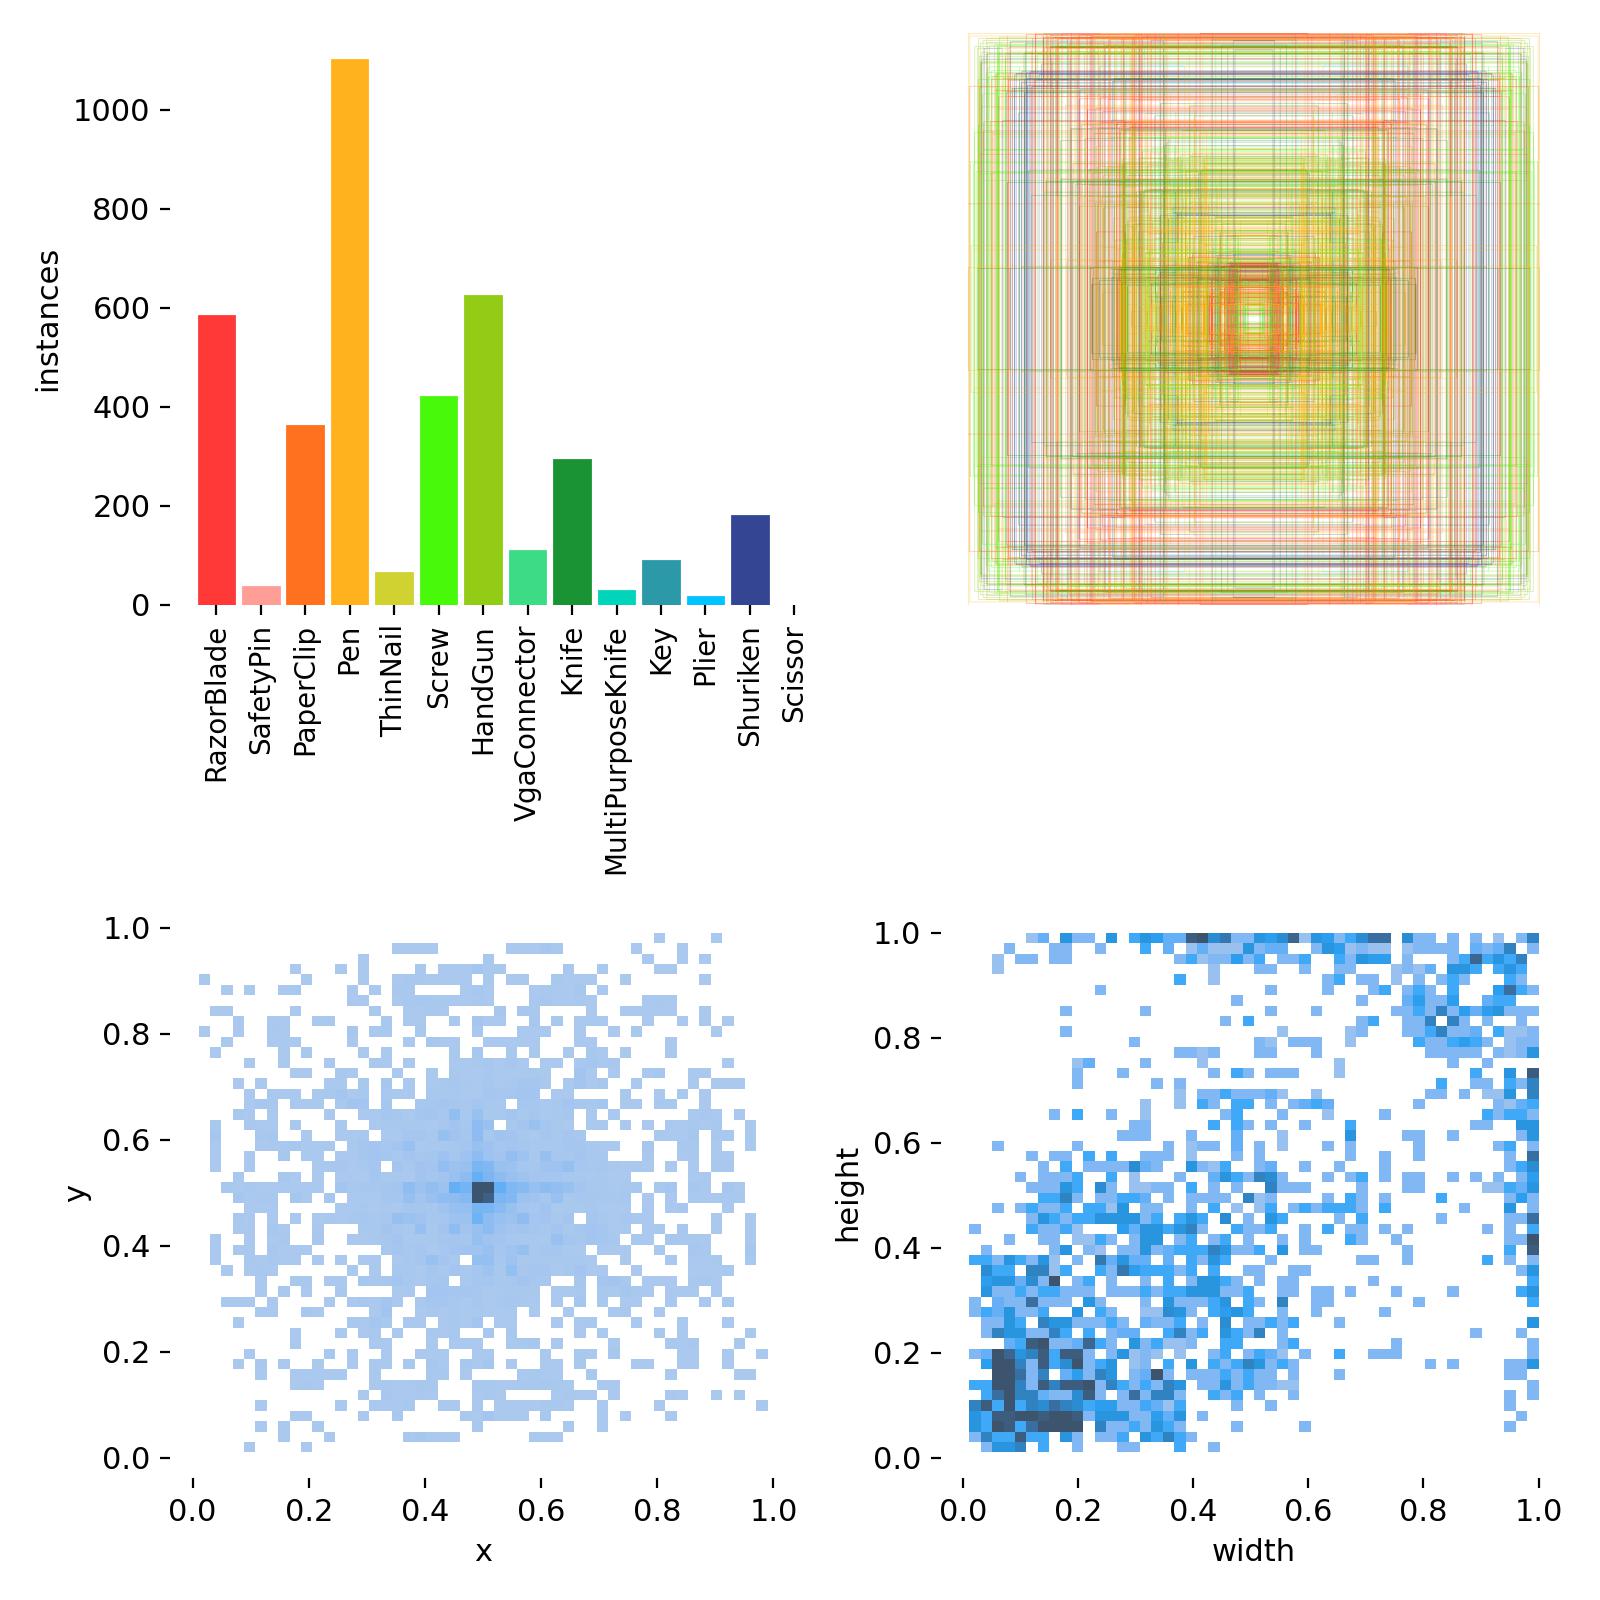 instances
1000
800
600
400
200
0
RazorBlade
SafetyPin
PaperClip
Pen
ThinNail
Screw
HandGun
VgaConnector
Knife
MultiPurposeKnife
Key
Plier
Shuriken
Scissor
y
1.0
0.8
0.6
0.4
0.2
0.0
0.0 0.2 0.4 0.6 0.8 1.0
x
height
1.0
0.8
0.6
0.4
0.2
0.0
0.0 0.2 0.4 0.6 0.8 1.0
width